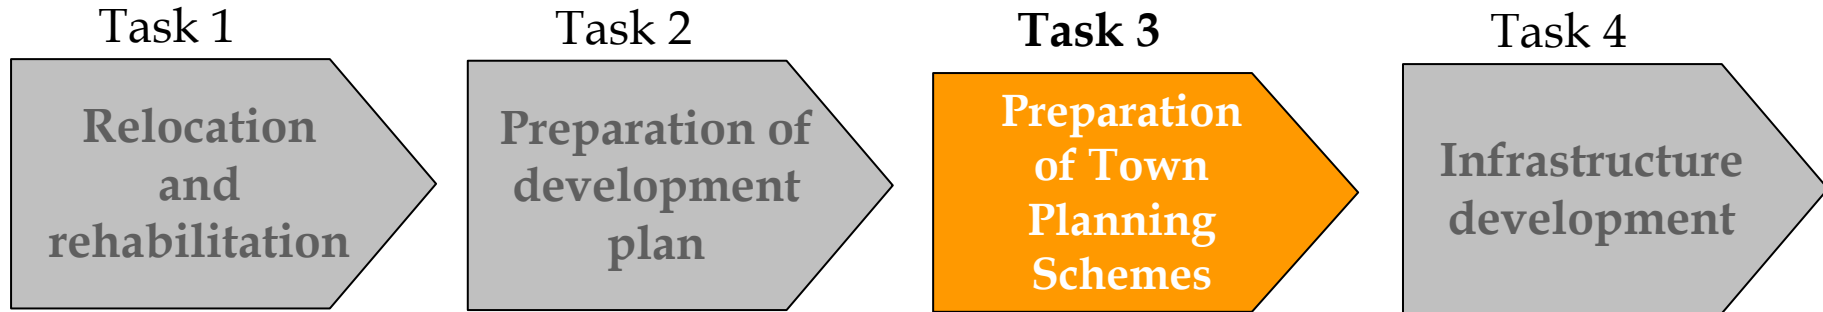 Task 1
Relocation
and
rehabilitation
Task 2
Preparation of
development
plan
Task 3
Preparation
of Town
Planning
Schemes
Task 4
Infrastructure
development